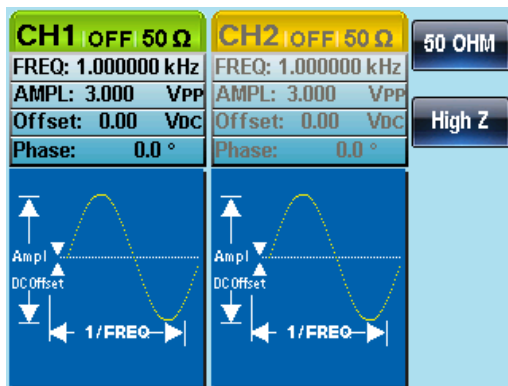 CH1 OFF 50 Ω
FREQ: 1.000000 kHz
AMPL: 3.000 VPP
Offset: 0.00 VDC
Phase: 0.0 °
Ampl
DC Offset
1/FREQ
CH2 OFF 50 Ω
FREQ: 1.000000 kHz
AMPL: 3.000 VPP
Offset: 0.00 VDC
Phase: 0.0 °
Ampl
DC Offset
1/FREQ
50 OHM
High Z